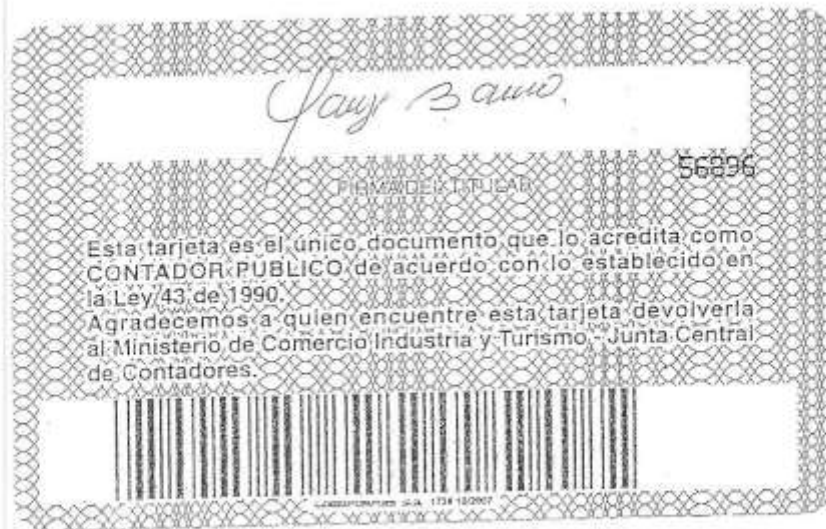 56896
FIRMA DEL TITULAR
Esta tarjeta es el único documento que lo acredita como
CONTADOR PUBLICO de acuerdo con lo establecido en
la Ley 43 de 1990.
Agradecemos a quien encuentre esta tarjeta devolverla
al Ministerio de Comercio Industria y Turismo - Junta Central
de Contadores.